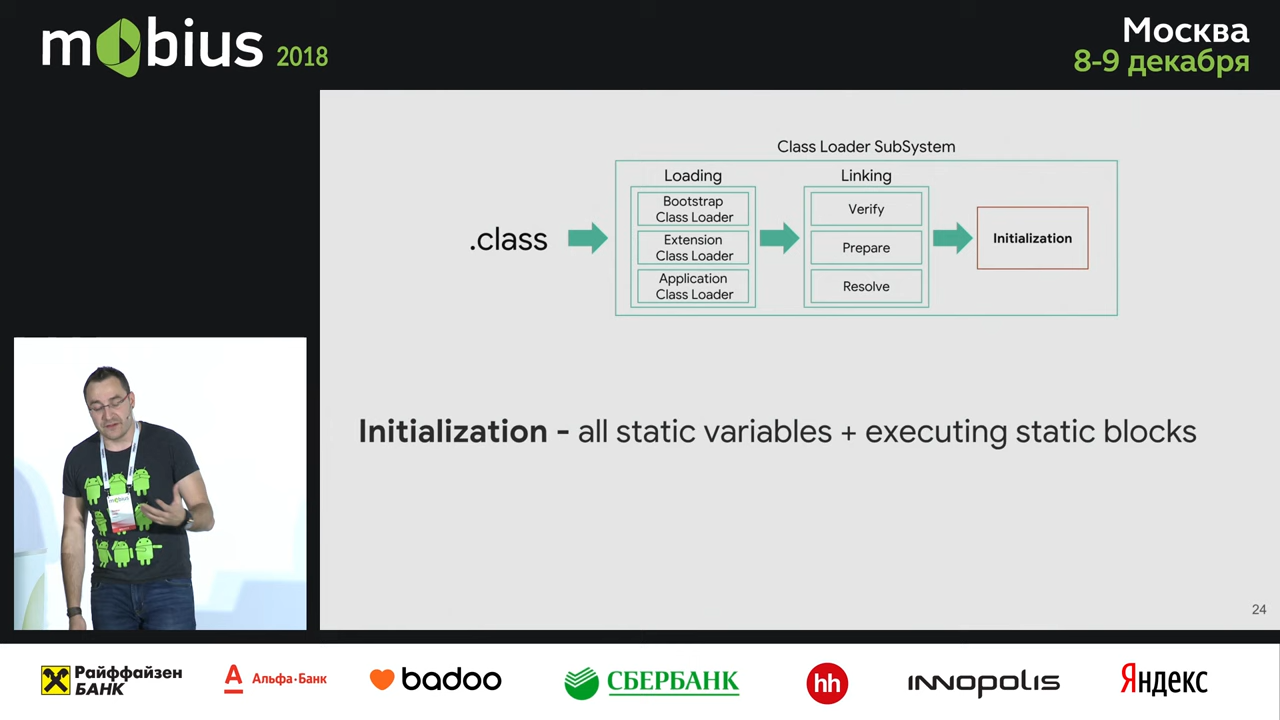 mobius 2018
Москва
8-9 декабря
Class Loader SubSystem
Loading
Linking
.class
Bootstrap
Class Loader
Extension
Class Loader
Application
Class Loader
Verify
Prepare
Resolve
Initialization
Initialization - all static variables + executing static blocks
24
mobius
Райффайзен
БАНК
А
Альфа·Банк
badoo
СБЕРБАНК
hh
INNOPOLIS
Яндекс